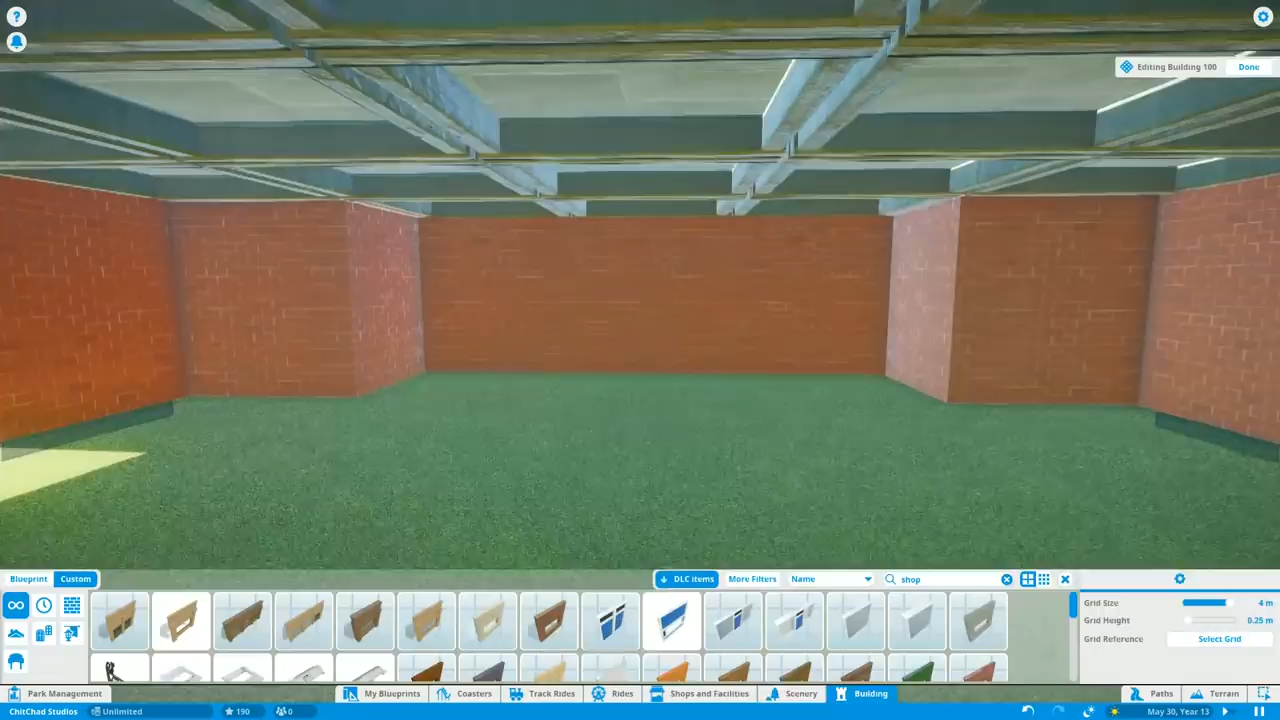 ?
Editing Building 100 Done
Blueprint Custom DLC items More Filters Name shop
Grid Size 4 m
Grid Height 0.25 m
Grid Reference Select Grid
Park Management My Blueprints Coasters Track Rides Rides Shops and Facilities Scenery Building Paths Terrain
ChitChad Studios Unlimited 190 0 May 30, Year 13